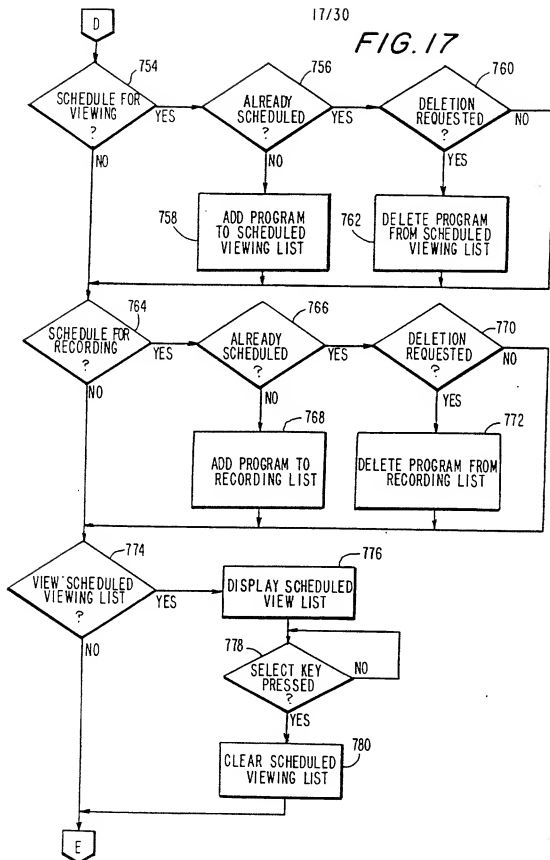 17/30
FIG.17
D
754
SCHEDULE FOR
VIEWING
?
YES
NO
756
ALREADY
SCHEDULED
?
YES
NO
760
DELETION
REQUESTED
?
NO
YES
758
ADD PROGRAM
TO SCHEDULED
VIEWING LIST
762
DELETE PROGRAM
FROM SCHEDULED
VIEWING LIST
764
SCHEDULE FOR
RECORDING
?
YES
NO
766
ALREADY
SCHEDULED
?
YES
NO
770
DELETION
REQUESTED
?
NO
YES
768
ADD PROGRAM TO
RECORDING LIST
772
DELETE PROGRAM FROM
RECORDING LIST
774
VIEW SCHEDULED
VIEWING LIST
?
YES
NO
776
DISPLAY SCHEDULED
VIEW LIST
778
SELECT KEY
PRESSED
?
NO
YES
780
CLEAR SCHEDULED
VIEWING LIST
E